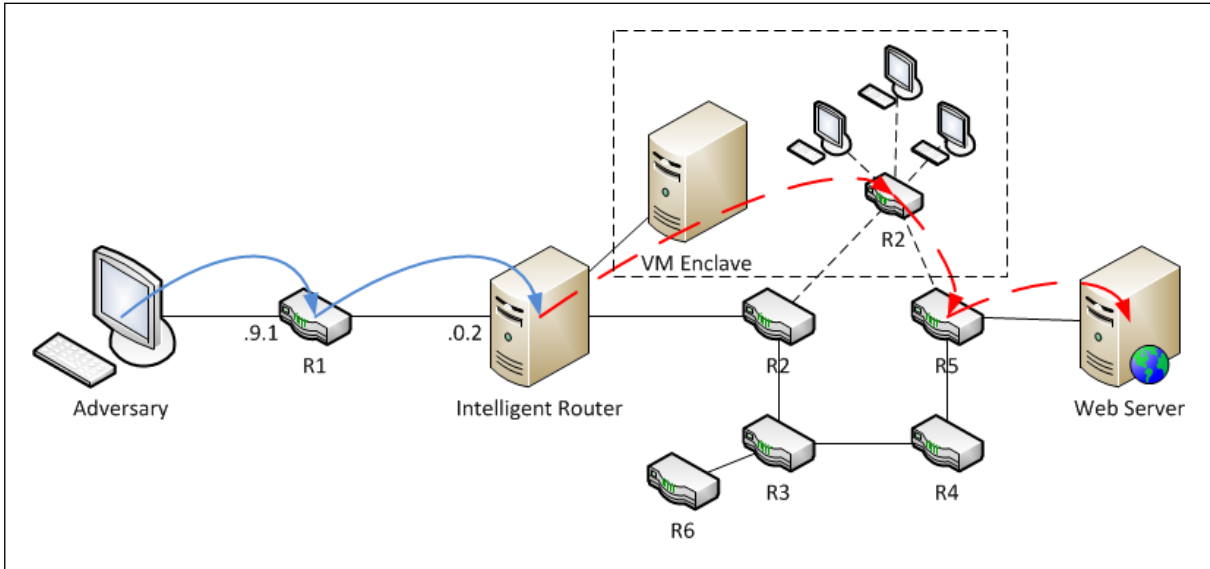 VM Enclave
R2
.9.1
.0.2
R1
R2
R5
Adversary
Intelligent Router
Web Server
R3
R4
R6